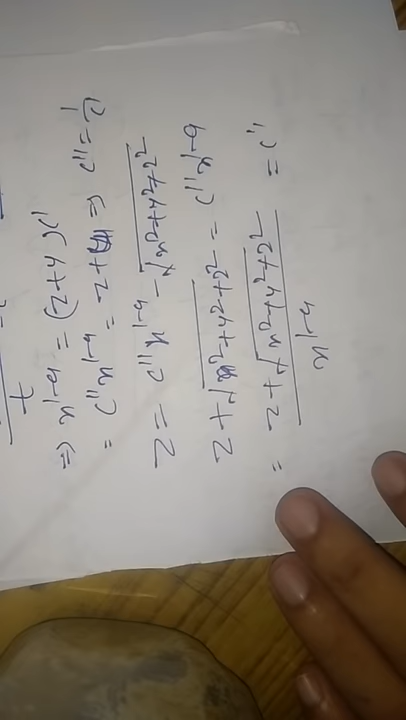 t
⇒ x^1-a = (z+y)c'
= c'' x^1-a = z+y ⇒ c'' = 1/c'
z = c'' x^1-a - √x²+y²+z²
z+√x²+y²+z² = c'' x^1-a
= z+√x²+y²+z² / x^1-a = c''